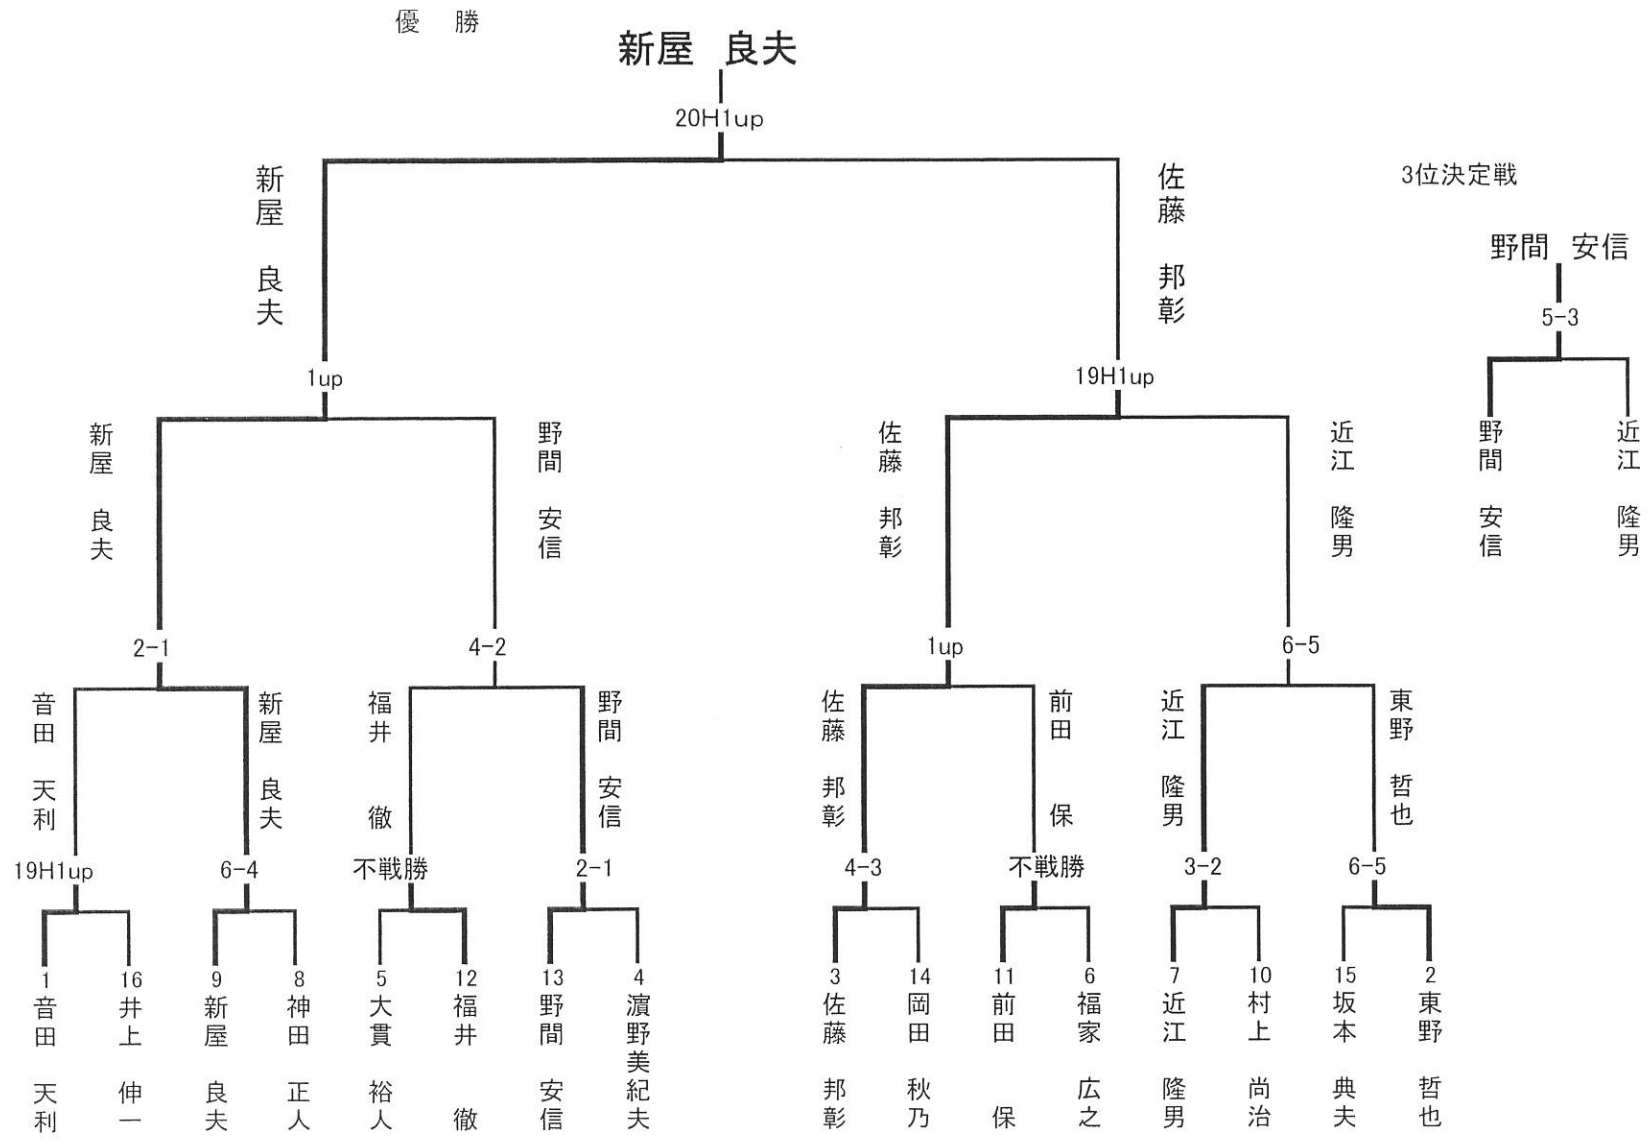 優 勝
新屋 良夫
20H1up
新屋 良夫
佐藤 邦彰
3位決定戦
野間 安信
5-3
野間 安信
近江 隆男
1up
19H1up
新屋 良夫
野間 安信
佐藤 邦彰
近江 隆男
2-1
4-2
1up
6-5
音田 天利
新屋 良夫
福井 徹
野間 安信
佐藤 邦彰
前田 保
近江 隆男
東野 哲也
19H1up
6-4
不戦勝
2-1
4-3
不戦勝
3-2
6-5
1
音田 天利
16
井上 伸一
9
新屋 良夫
8
神田 正人
5
大貫 裕人
12
福井 徹
13
野間 安信
4
濵野美紀夫
3
佐藤 邦彰
14
岡田 秋乃
11
前田 保
6
福家 広之
7
近江 隆男
10
村上 尚治
15
坂本 典夫
2
東野 哲也